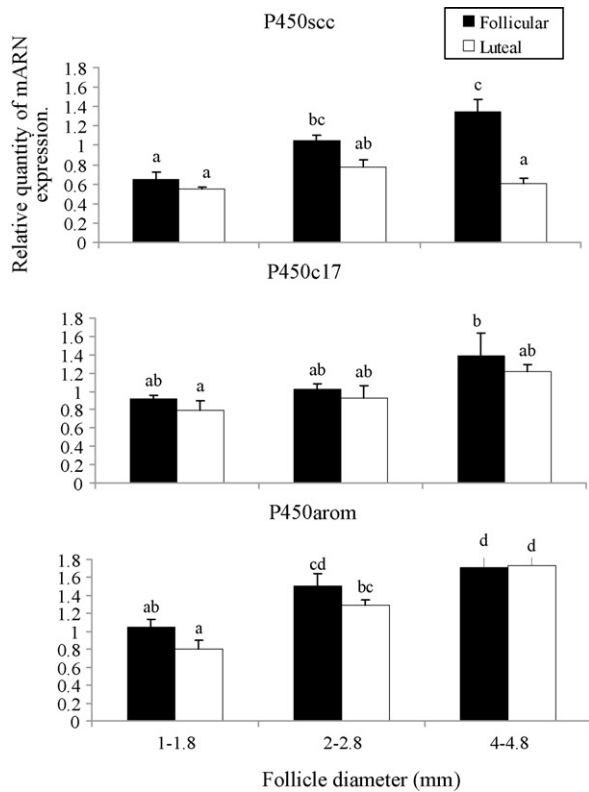 P450scc
Follicular
Luteal
Relative quantity of mARN
expression.
1.8
1.6
1.4
1.2
1
0.8
0.6
0.4
0.2
0
a
a
bc
ab
c
a
P450c17
1.8
1.6
1.4
1.2
1
0.8
0.6
0.4
0.2
0
ab
a
ab
ab
b
ab
P450arom
1.8
1.6
1.4
1.2
1
0.8
0.6
0.4
0.2
0
ab
a
cd
bc
d
d
1-1.8
2-2.8
4-4.8
Follicle diameter (mm)